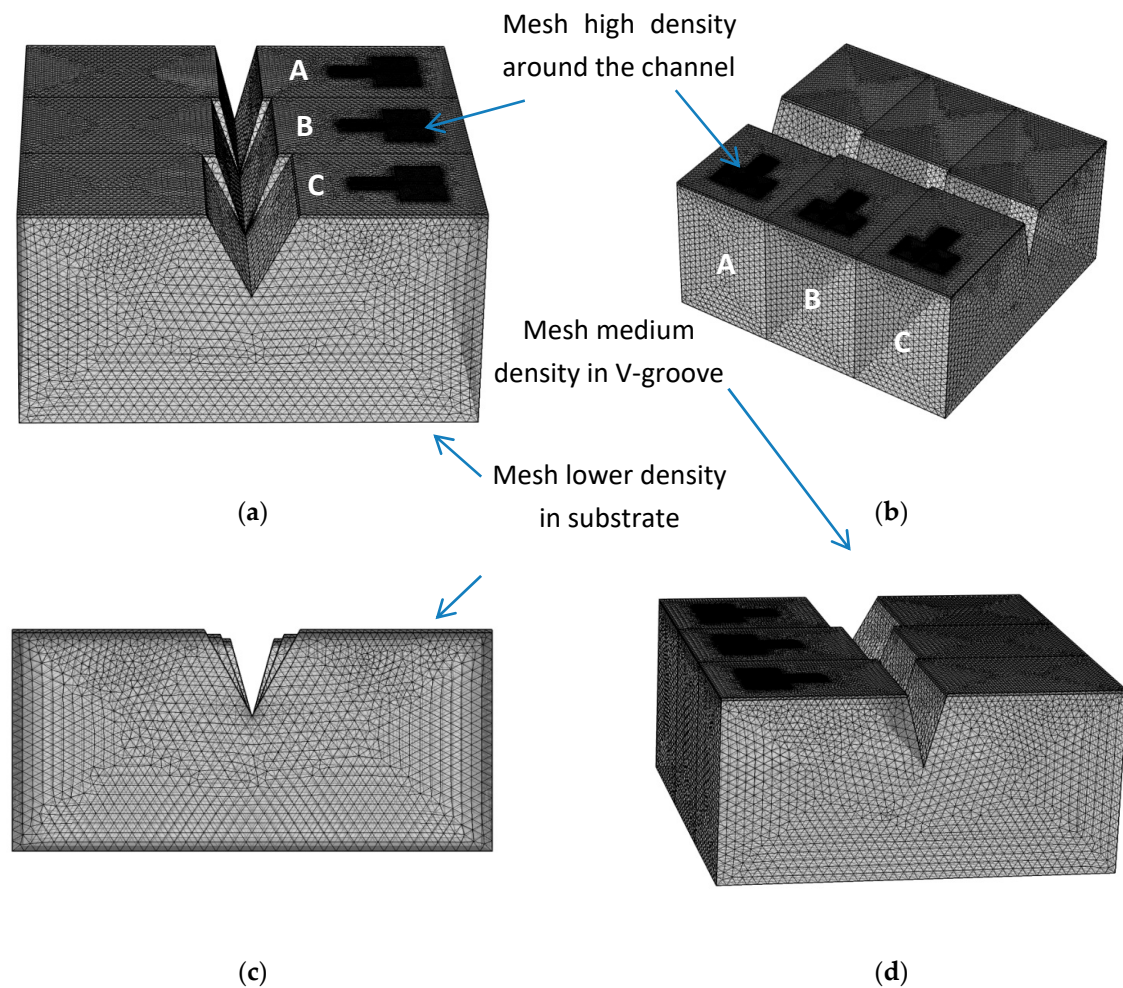 Mesh high density
around the channel
A
B
C
A
B
C
Mesh medium
density in V-groove
Mesh lower density
in substrate
(a)
(b)
(c)
(d)